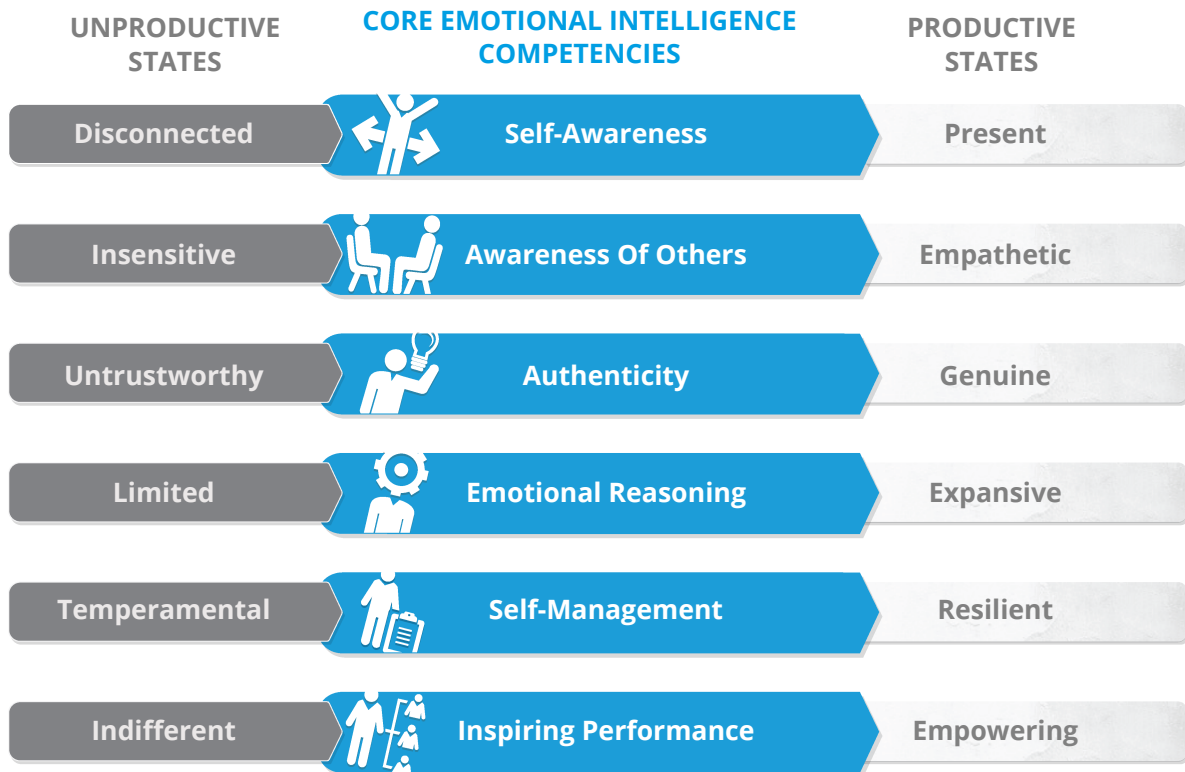 UNPRODUCTIVE
STATES
CORE EMOTIONAL INTELLIGENCE
COMPETENCIES
PRODUCTIVE
STATES
Disconnected
Self-Awareness
Present
Insensitive
Awareness Of Others
Empathetic
Untrustworthy
Authenticity
Genuine
Limited
Emotional Reasoning
Expansive
Temperamental
Self-Management
Resilient
Indifferent
Inspiring Performance
Empowering